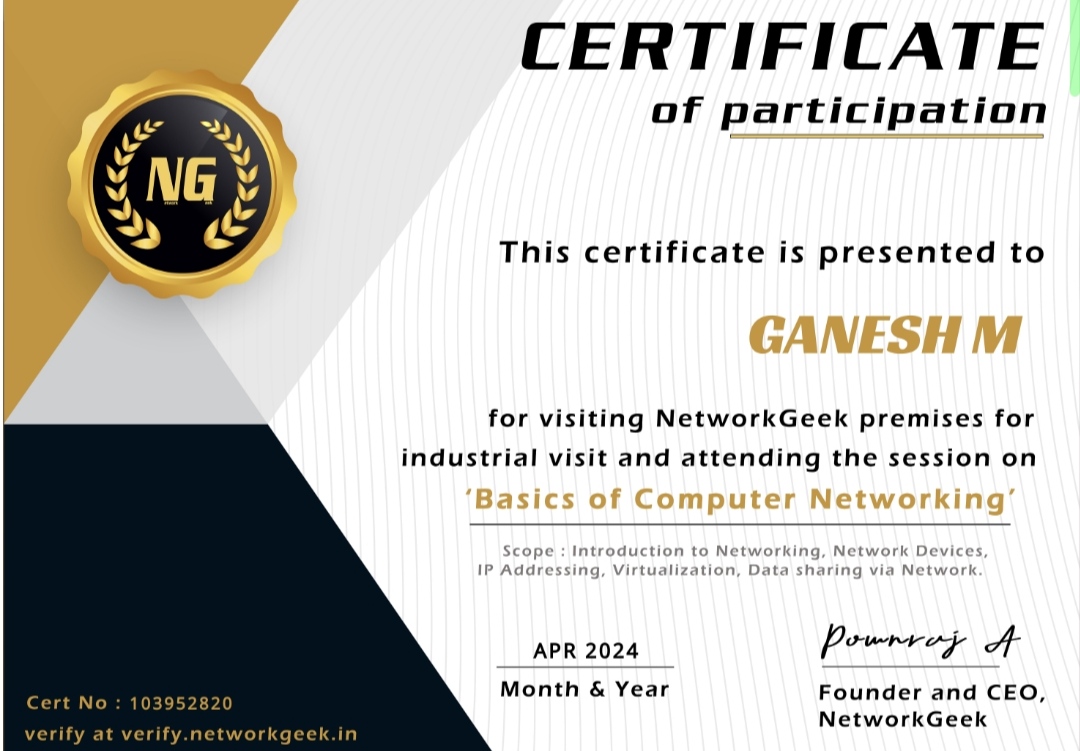 CERTIFICATE
of participation
NG
This certificate is presented to
GANESH M
for visiting NetworkGeek premises for
industrial visit and attending the session on
‘Basics of Computer Networking’
Scope : Introduction to Networking, Network Devices,
IP Addressing, Virtualization, Data sharing via Network.
APR 2024
Month & Year
Pownraj A
Founder and CEO,
NetworkGeek
Cert No : 103952820
verify at verify.networkgeek.in